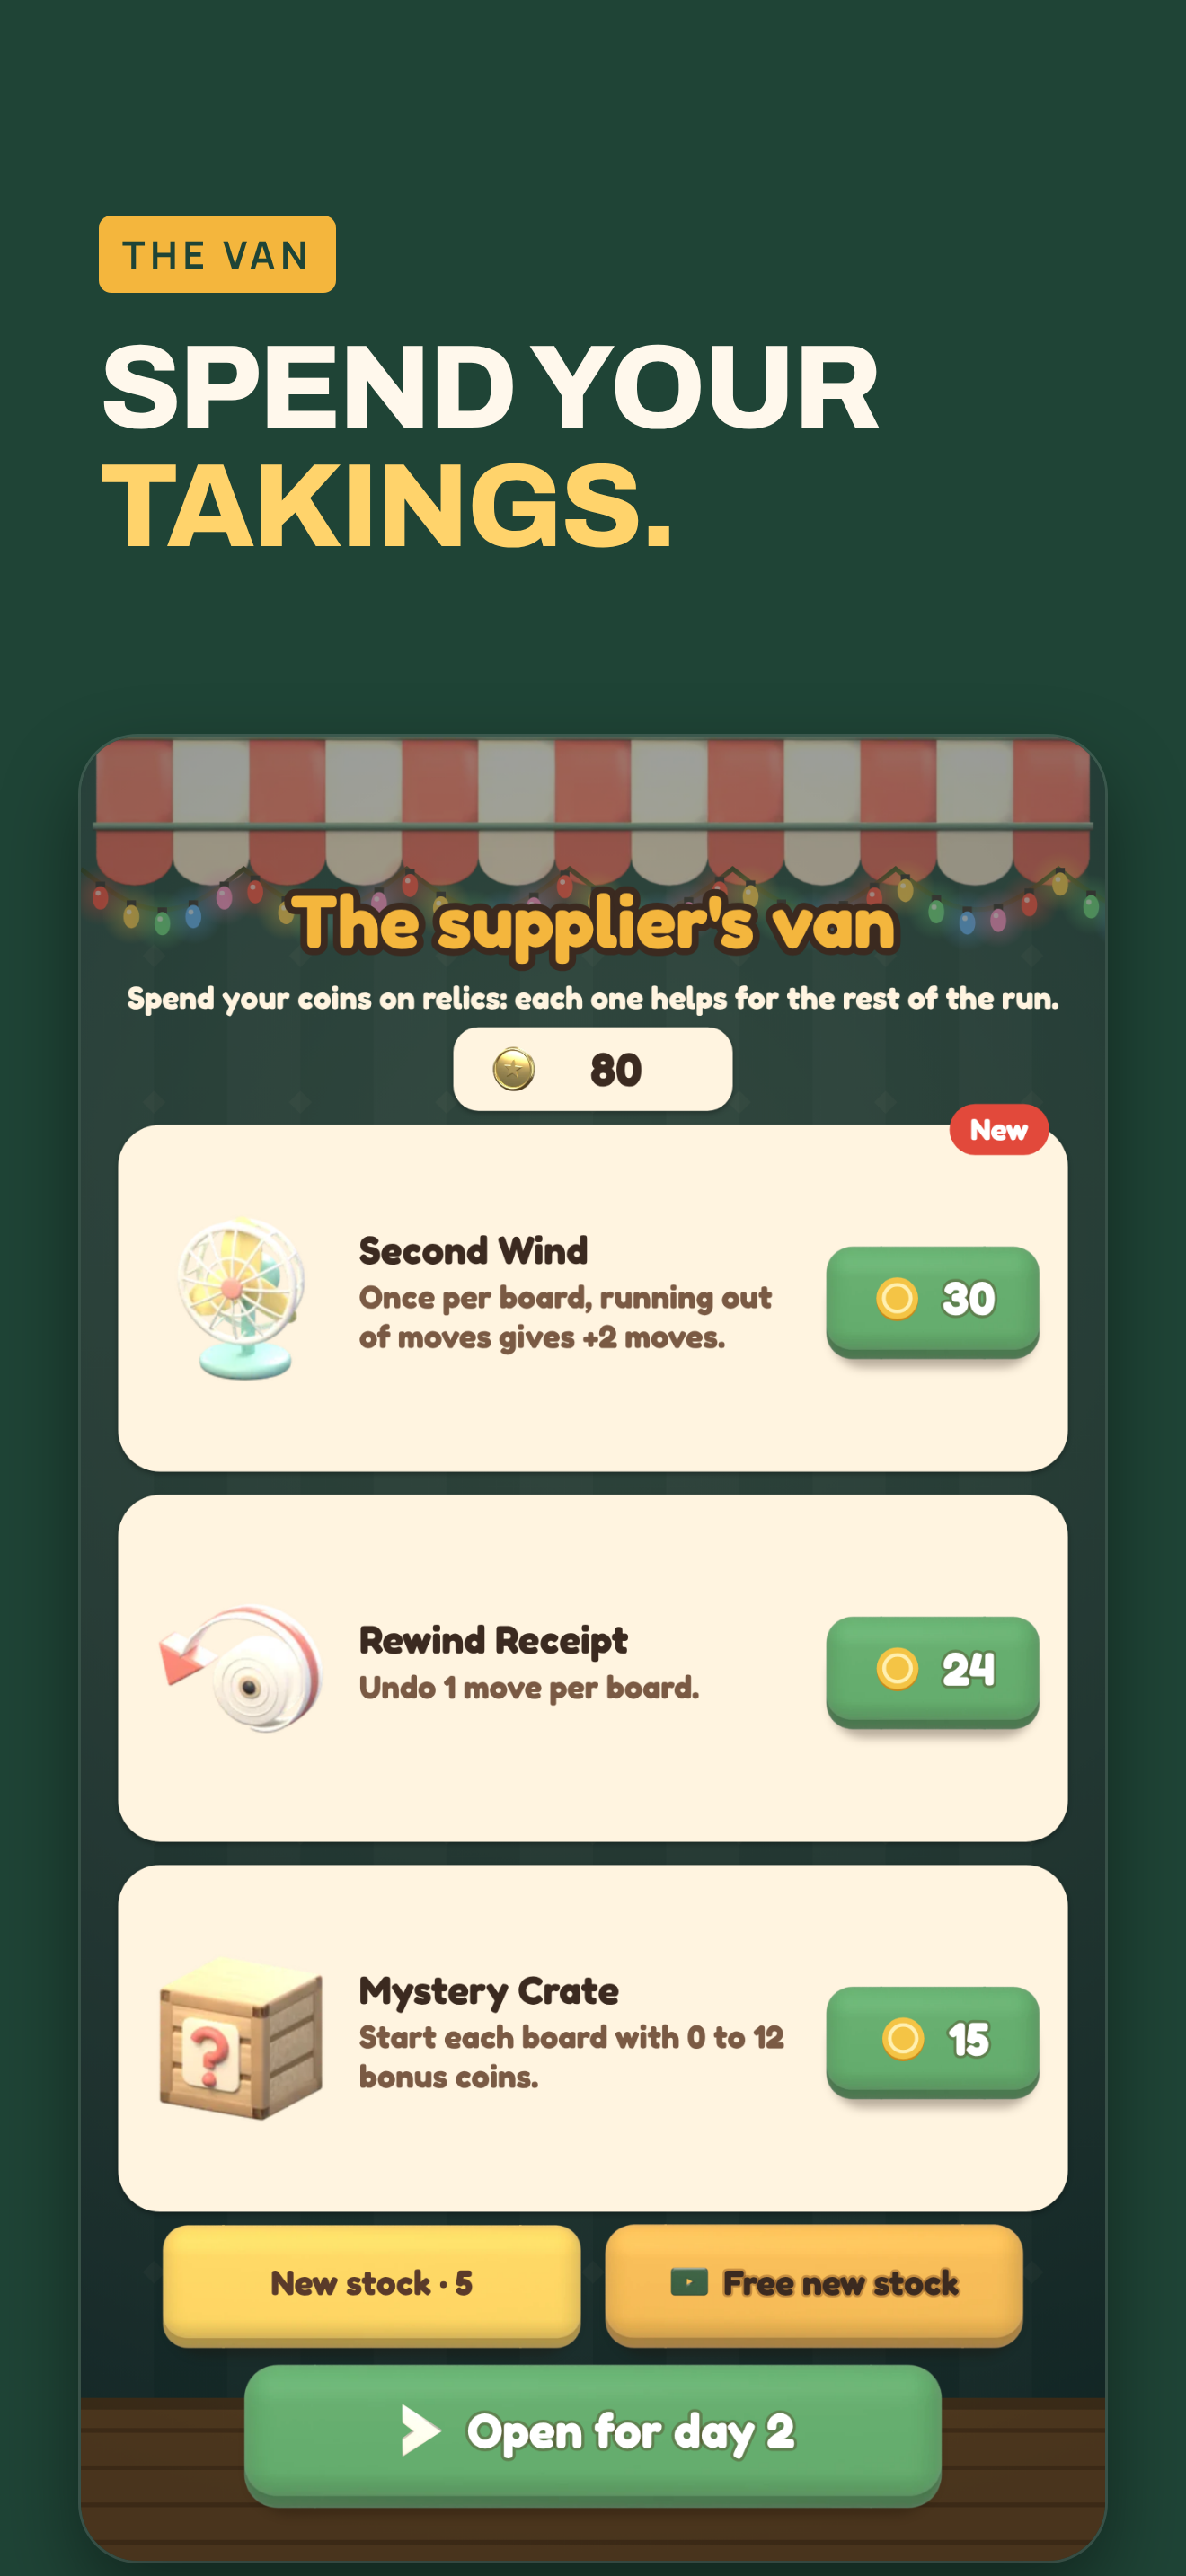 THE VAN
SPEND YOUR
TAKINGS.
The supplier's van
Spend your coins on relics: each one helps for the rest of the run.
80
New
Second Wind
Once per board, running out
of moves gives +2 moves.
30
Rewind Receipt
Undo 1 move per board.
24
Mystery Crate
Start each board with 0 to 12
bonus coins.
?
15
New stock · 5
Free new stock
Open for day 2